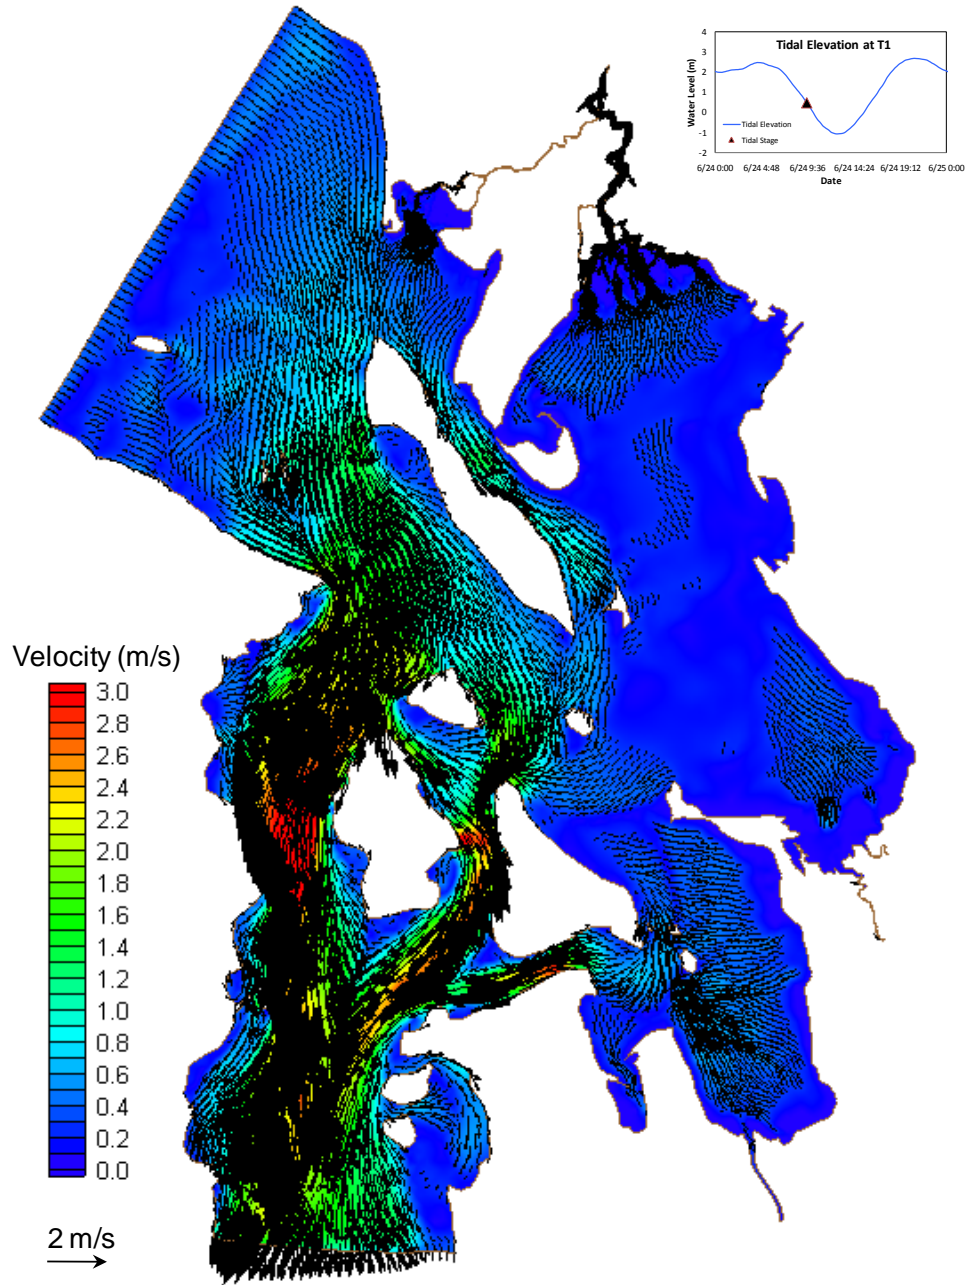 Tidal Elevation at T1
4
3
2
1
0
-1
-2
Water Level (m)
Tidal Elevation
Tidal Stage
6/24 0:00 6/24 4:48 6/24 9:36 6/24 14:24 6/24 19:12 6/25 0:00
Date
Velocity (m/s)
3.0
2.8
2.6
2.4
2.2
2.0
1.8
1.6
1.4
1.2
1.0
0.8
0.6
0.4
0.2
0.0
2 m/s